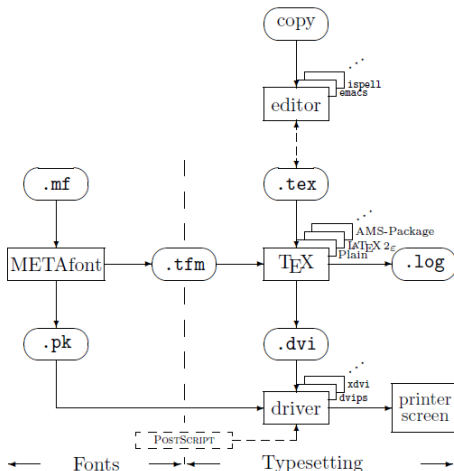 copy
ispell
emacs
editor
.mf
.tex
AMS-Package
LATEX 2ε
Plain
METAfont
.tfm
TEX
.log
.pk
.dvi
xdvi
dvips
driver
printer
screen
POSTSCRIPT
Fonts
Typesetting